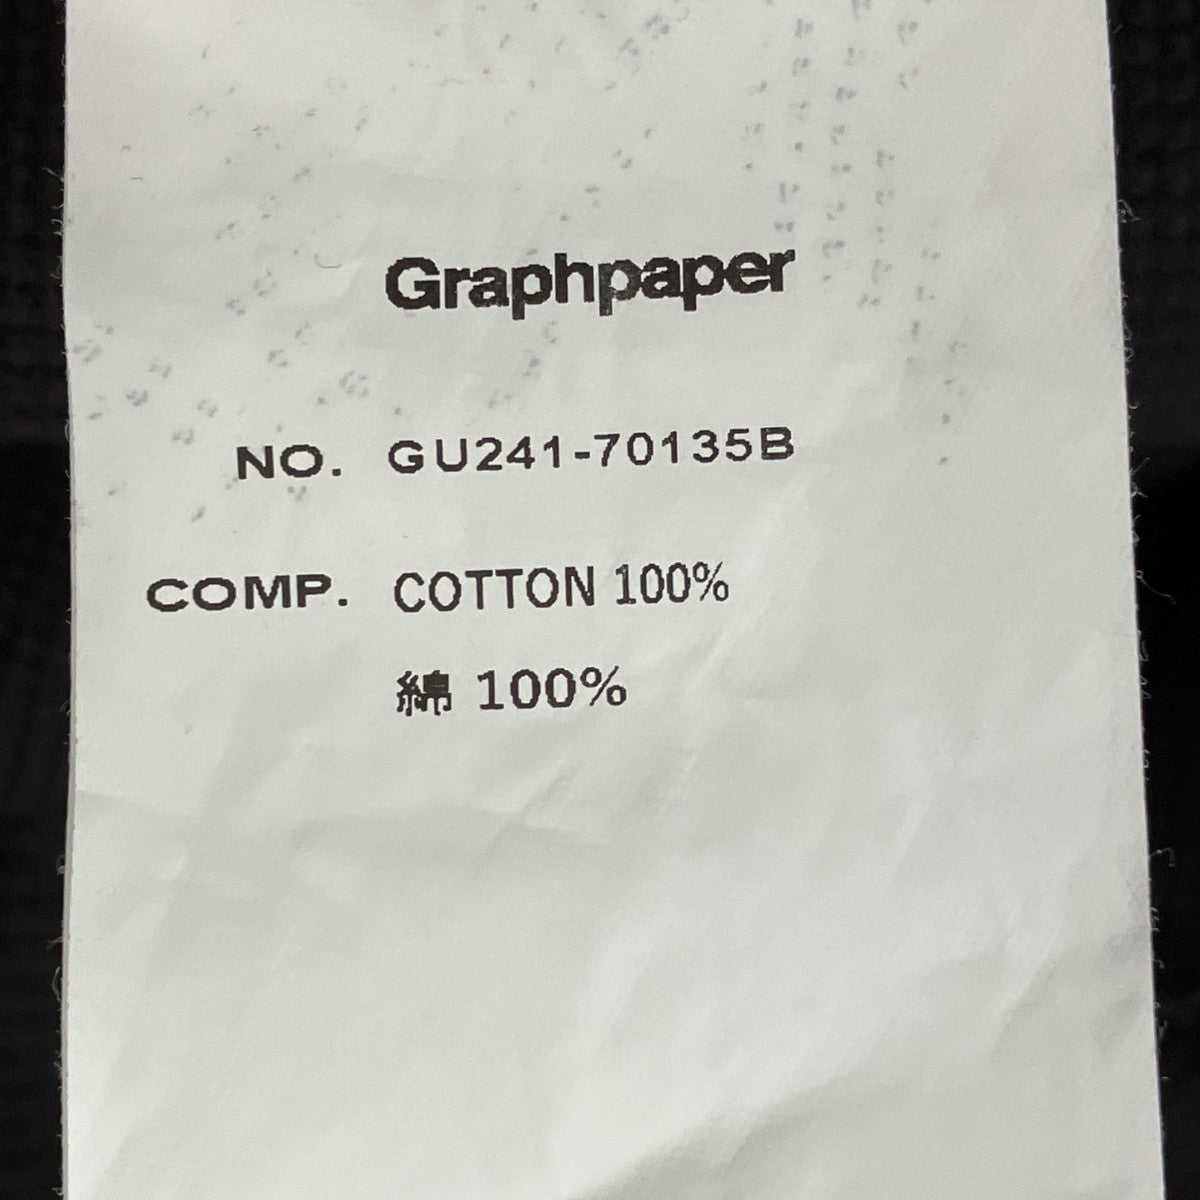 Graphpaper
NO. GU241-70135B
COMP. COTTON 100%
綿 100%